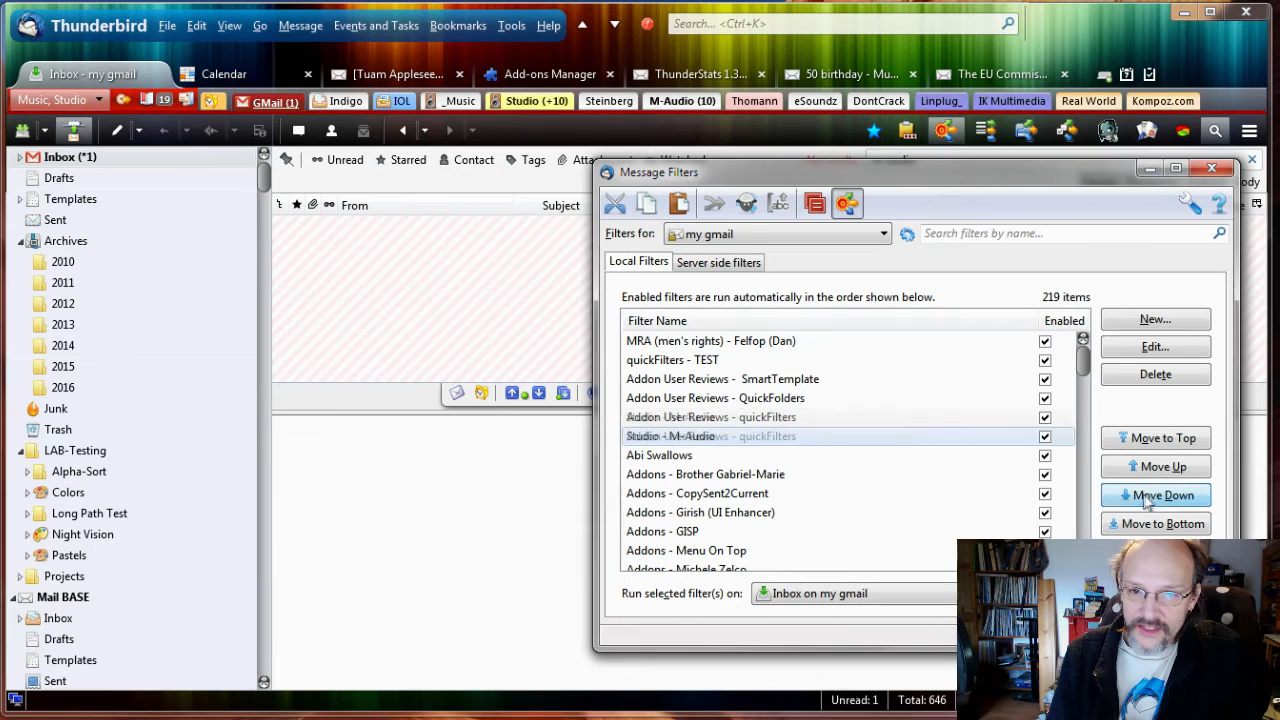 Thunderbird File Edit View Go Message Events and Tasks Bookmarks Tools Help Search... <Ctrl+K>
Inbox - my gmail Calendar [Tuam Applesee... Add-ons Manager ThunderStats 1.3... 50 birthday - Mu... The EU Commis...
Music, Studio 19 GMail (1) Indigo IOL _Music Studio (+10) Steinberg M-Audio (10) Thomann eSoundz DontCrack Linplug_ IK Multimedia Real World Kompoz.com
Inbox (*1)
Drafts
Templates
Sent
Archives
2010
2011
2012
2013
2014
2015
2016
Junk
Trash
LAB-Testing
Alpha-Sort
Colors
Long Path Test
Night Vision
Pastels
Projects
Mail BASE
Inbox
Drafts
Templates
Sent
Unread Starred Contact Tags
From Subject
ody
Message Filters
Filters for: my gmail Search filters by name...
Local Filters Server side filters
Enabled filters are run automatically in the order shown below. 219 items
Filter Name Enabled
MRA (men's rights) - Felfop (Dan)
quickFilters - TEST
Addon User Reviews - SmartTemplate
Addon User Reviews - QuickFolders
Addon User Reviews - quickFilters
Studio - M-Audio
Abi Swallows
Addons - Brother Gabriel-Marie
Addons - CopySent2Current
Addons - Girish (UI Enhancer)
Addons - GISP
Addons - Menu On Top
Addons - Michele Zelco
New...
Edit...
Delete
Move to Top
Move Up
Move Down
Move to Bottom
Run selected filter(s) on: Inbox on my gmail
Unread: 1 Total: 646